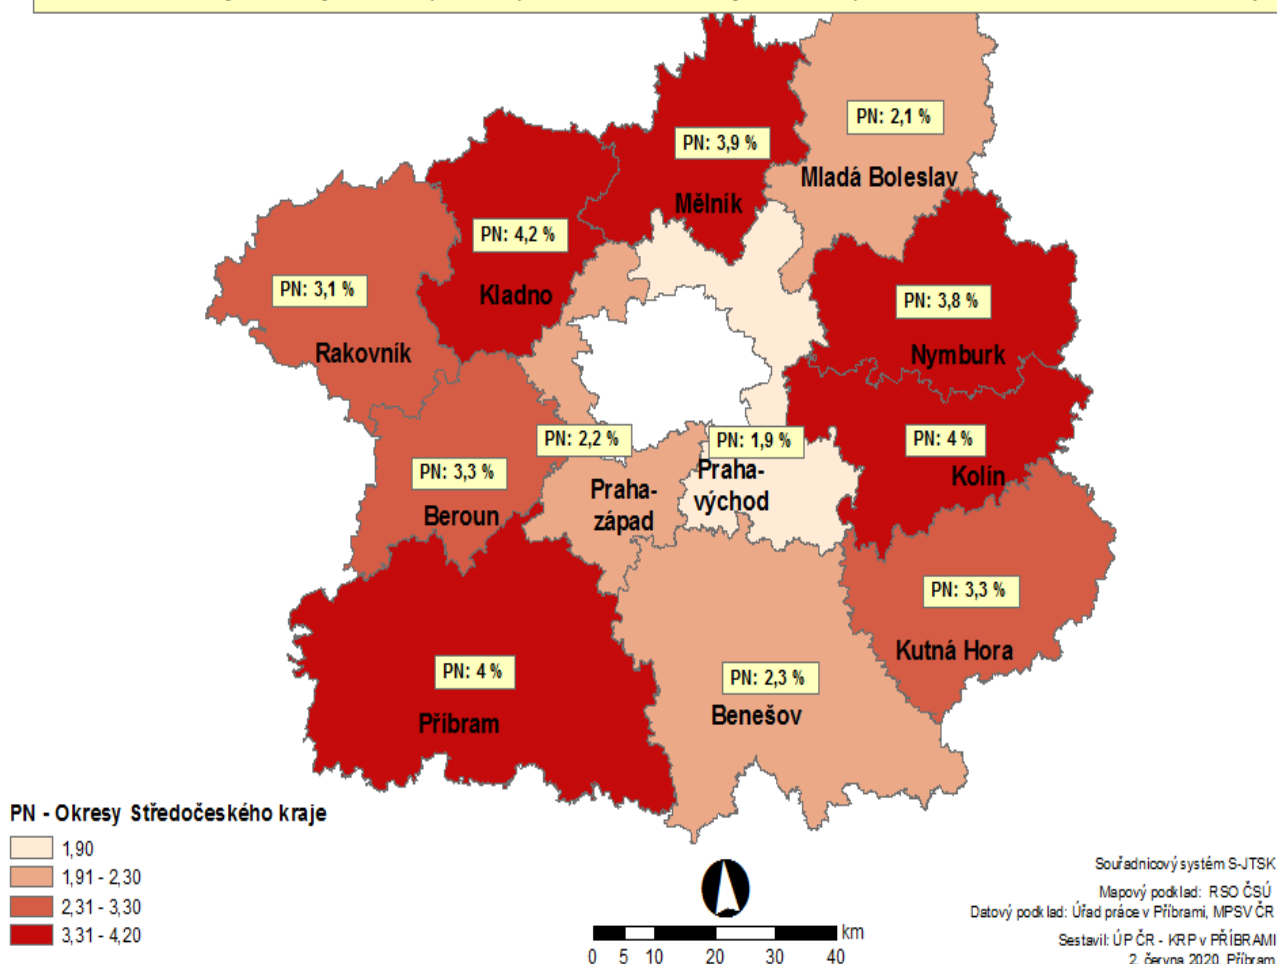 PN: 2,1 %
Mladá Boleslav
PN: 3,9 %
Mělník
PN: 4,2 %
Kladno
PN: 3,1 %
Rakovník
PN: 3,8 %
Nymburk
PN: 2,2 %
PN: 1,9 %
PN: 4 %
Kolín
PN: 3,3 %
Beroun
Praha-
západ
Praha-
východ
PN: 3,3 %
Kutná Hora
PN: 4 %
Příbram
PN: 2,3 %
Benešov
PN - Okresy Středočeského kraje
1,90
1,91 - 2,30
2,31 - 3,30
3,31 - 4,20
km
0 5 10 20 30 40
Souřadnicový systém S-JTSK
Mapový podklad: RSO ČSÚ
Datový podklad: Úřad práce v Příbrami, MPSV ČR
Sestavil: ÚP ČR - KRP v PŘÍBRAMI
2. června 2020, Příbram